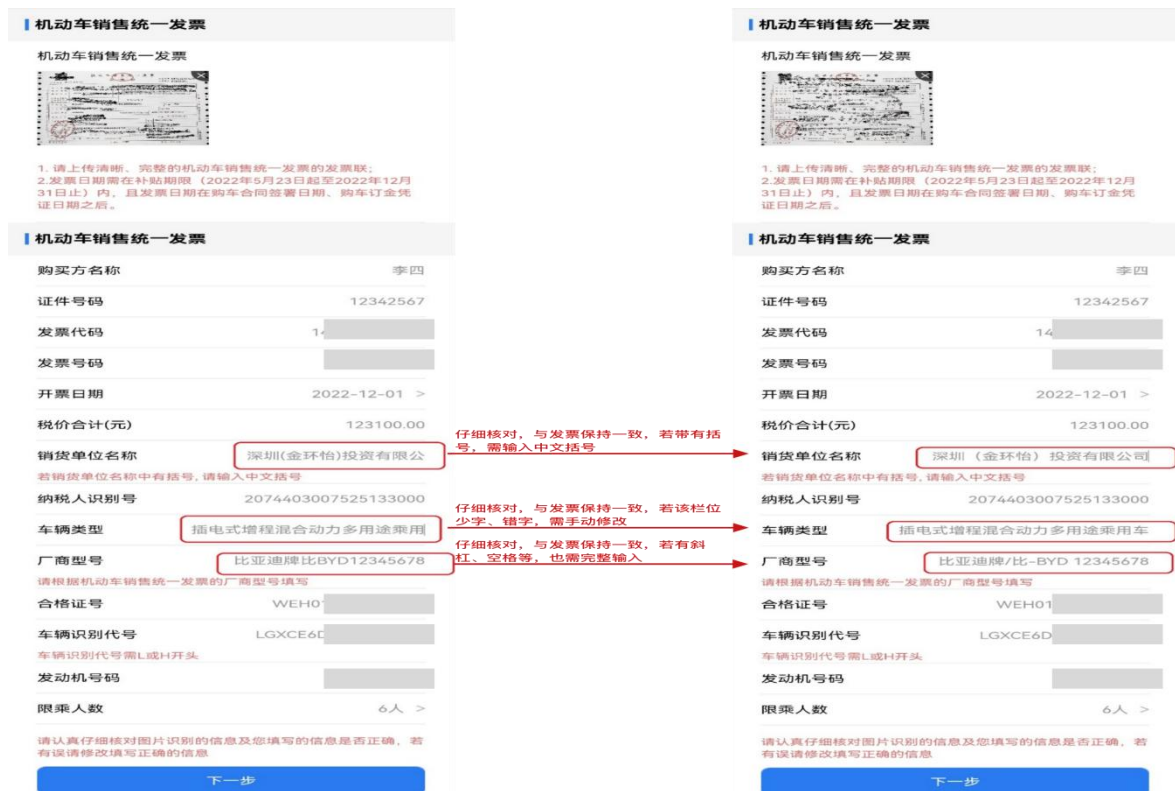 机动车销售统一发票
机动车销售统一发票
1. 请上传清晰、完整的机动车销售统一发票的发票联;
2.发票日期需在补贴期限（2022年5月23日起至2022年12月
31日止）内，且发票日期在购车合同签署日期、购车订金凭
证日期之后。
机动车销售统一发票
购买方名称 李四
证件号码 12342567
发票代码 14
发票号码
开票日期 2022-12-01 >
税价合计(元) 123100.00
销货单位名称 深圳(金环怡)投资有限公
若销货单位名称中有括号, 请输入中文括号
纳税人识别号 2074403007525133000
车辆类型 插电式增程混合动力多用途乘用
厂商型号 比亚迪牌比BYD12345678
请根据机动车销售统一发票的厂商型号填写
合格证号 WEH01
车辆识别代号 LGXCE6D
车辆识别代号需L或H开头
发动机号码
限乘人数 6人 >
请认真仔细核对图片识别的信息及您填写的信息是否正确，若
有误请修改填写正确的信息
下一步
仔细核对，与发票保持一致，若带有括
号，需输入中文括号
仔细核对，与发票保持一致，若该栏位
少字、错字，需手动修改
仔细核对，与发票保持一致，若有斜
杠、空格等，也需完整输入
机动车销售统一发票
机动车销售统一发票
1. 请上传清晰、完整的机动车销售统一发票的发票联;
2.发票日期需在补贴期限（2022年5月23日起至2022年12月
31日止）内，且发票日期在购车合同签署日期、购车订金凭
证日期之后。
机动车销售统一发票
购买方名称 李四
证件号码 12342567
发票代码 14
发票号码
开票日期 2022-12-01 >
税价合计(元) 123100.00
销货单位名称 深圳（金环怡）投资有限公司
若销货单位名称中有括号, 请输入中文括号
纳税人识别号 2074403007525133000
车辆类型 插电式增程混合动力多用途乘用车
厂商型号 比亚迪牌/比-BYD 12345678
请根据机动车销售统一发票的厂商型号填写
合格证号 WEH01
车辆识别代号 LGXCE6D
车辆识别代号需L或H开头
发动机号码
限乘人数 6人 >
请认真仔细核对图片识别的信息及您填写的信息是否正确，若
有误请修改填写正确的信息
下一步